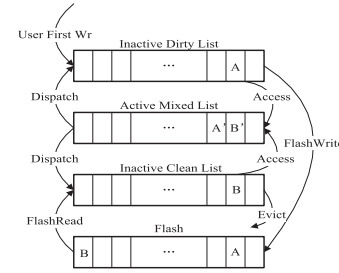 User First Wr
Inactive Dirty List
... A
Dispatch
Access
Active Mixed List
... A' B'
FlashWrite
Dispatch
Access
Inactive Clean List
... B
FlashRead
Evict
Flash
B ... A